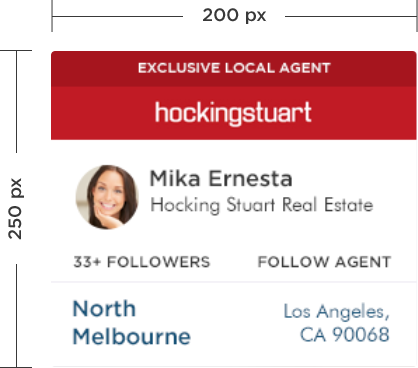 200 px
EXCLUSIVE LOCAL AGENT
hockingstuart
250 px
Mika Ernesta
Hocking Stuart Real Estate
33+ FOLLOWERS FOLLOW AGENT
North Los Angeles,
Melbourne CA 90068